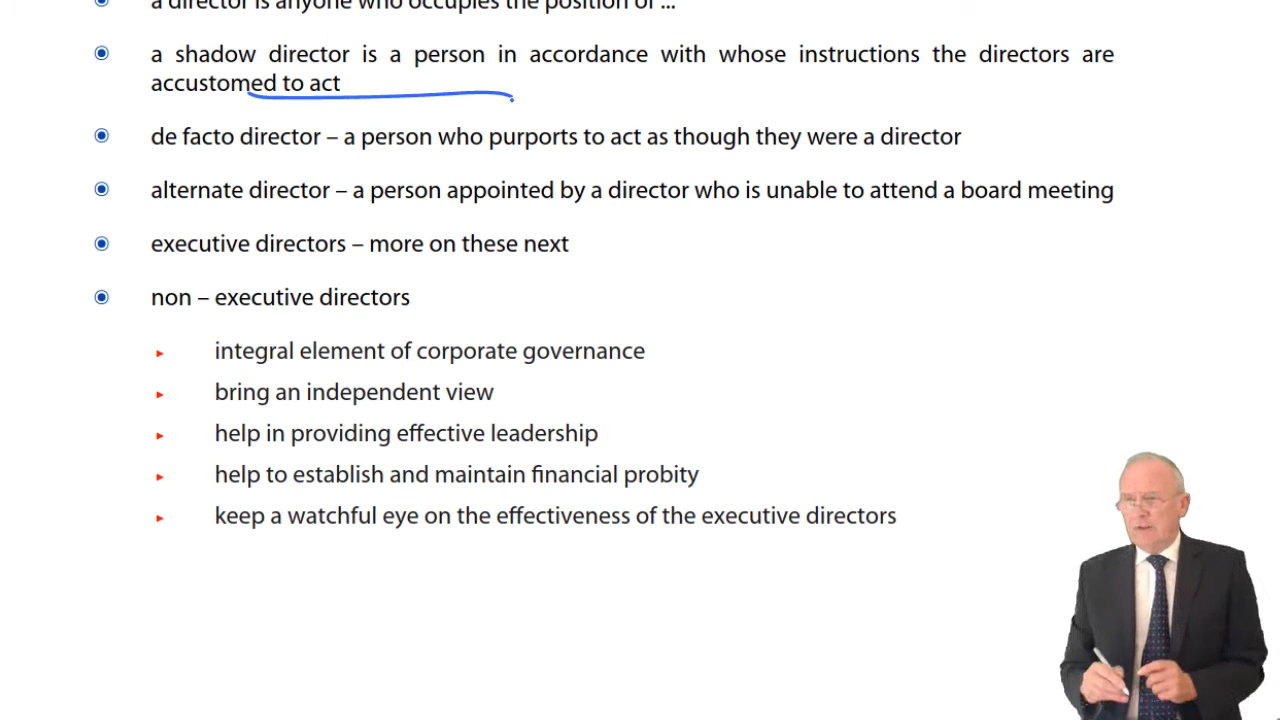 a director is anyone who occupies the position of ...
a shadow director is a person in accordance with whose instructions the directors are
accustomed to act
de facto director – a person who purports to act as though they were a director
alternate director – a person appointed by a director who is unable to attend a board meeting
executive directors – more on these next
non – executive directors
integral element of corporate governance
bring an independent view
help in providing effective leadership
help to establish and maintain financial probity
keep a watchful eye on the effectiveness of the executive directors